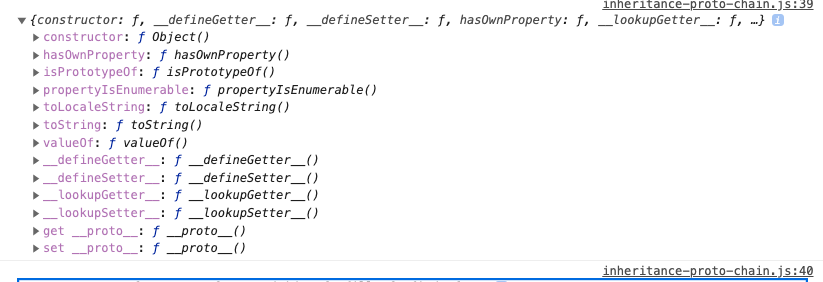 inheritance-proto-chain.js:39
▼{constructor: ƒ, __defineGetter__: ƒ, __defineSetter__: ƒ, hasOwnProperty: ƒ, __lookupGetter__: ƒ, …} i
▶constructor: ƒ Object()
▶hasOwnProperty: ƒ hasOwnProperty()
▶isPrototypeOf: ƒ isPrototypeOf()
▶propertyIsEnumerable: ƒ propertyIsEnumerable()
▶toLocaleString: ƒ toLocaleString()
▶toString: ƒ toString()
▶valueOf: ƒ valueOf()
▶__defineGetter__: ƒ __defineGetter__()
▶__defineSetter__: ƒ __defineSetter__()
▶__lookupGetter__: ƒ __lookupGetter__()
▶__lookupSetter__: ƒ __lookupSetter__()
▶get __proto__: ƒ __proto__()
▶set __proto__: ƒ __proto__()
inheritance-proto-chain.js:40